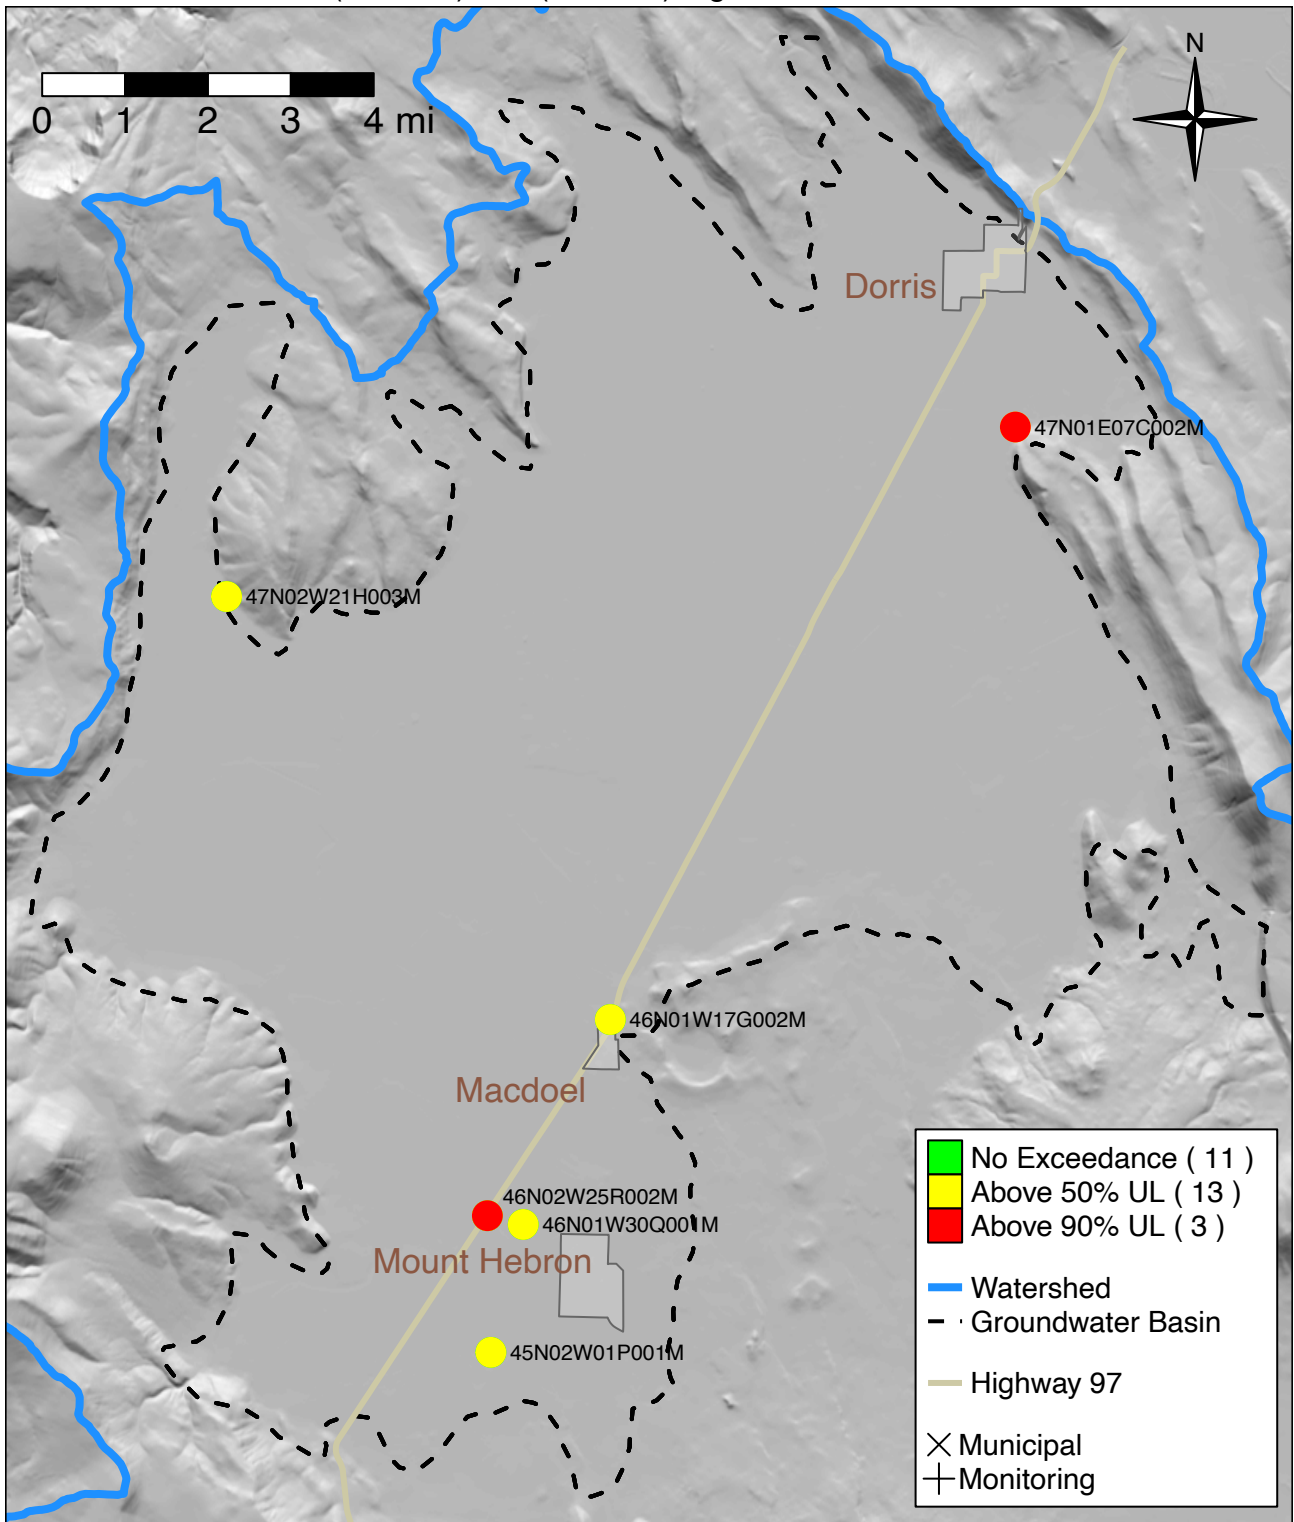 N
0 1 2 3 4 mi
Dorris
47N01E07C002M
47N02W21H003M
46N01W17G002M
Macdoel
46N02W25R002M
46N01W30Q001M
Mount Hebron
45N02W01P001M
No Exceedance ( 11 )
Above 50% UL ( 13 )
Above 90% UL ( 3 )
Watershed
Groundwater Basin
Highway 97
Municipal
Monitoring